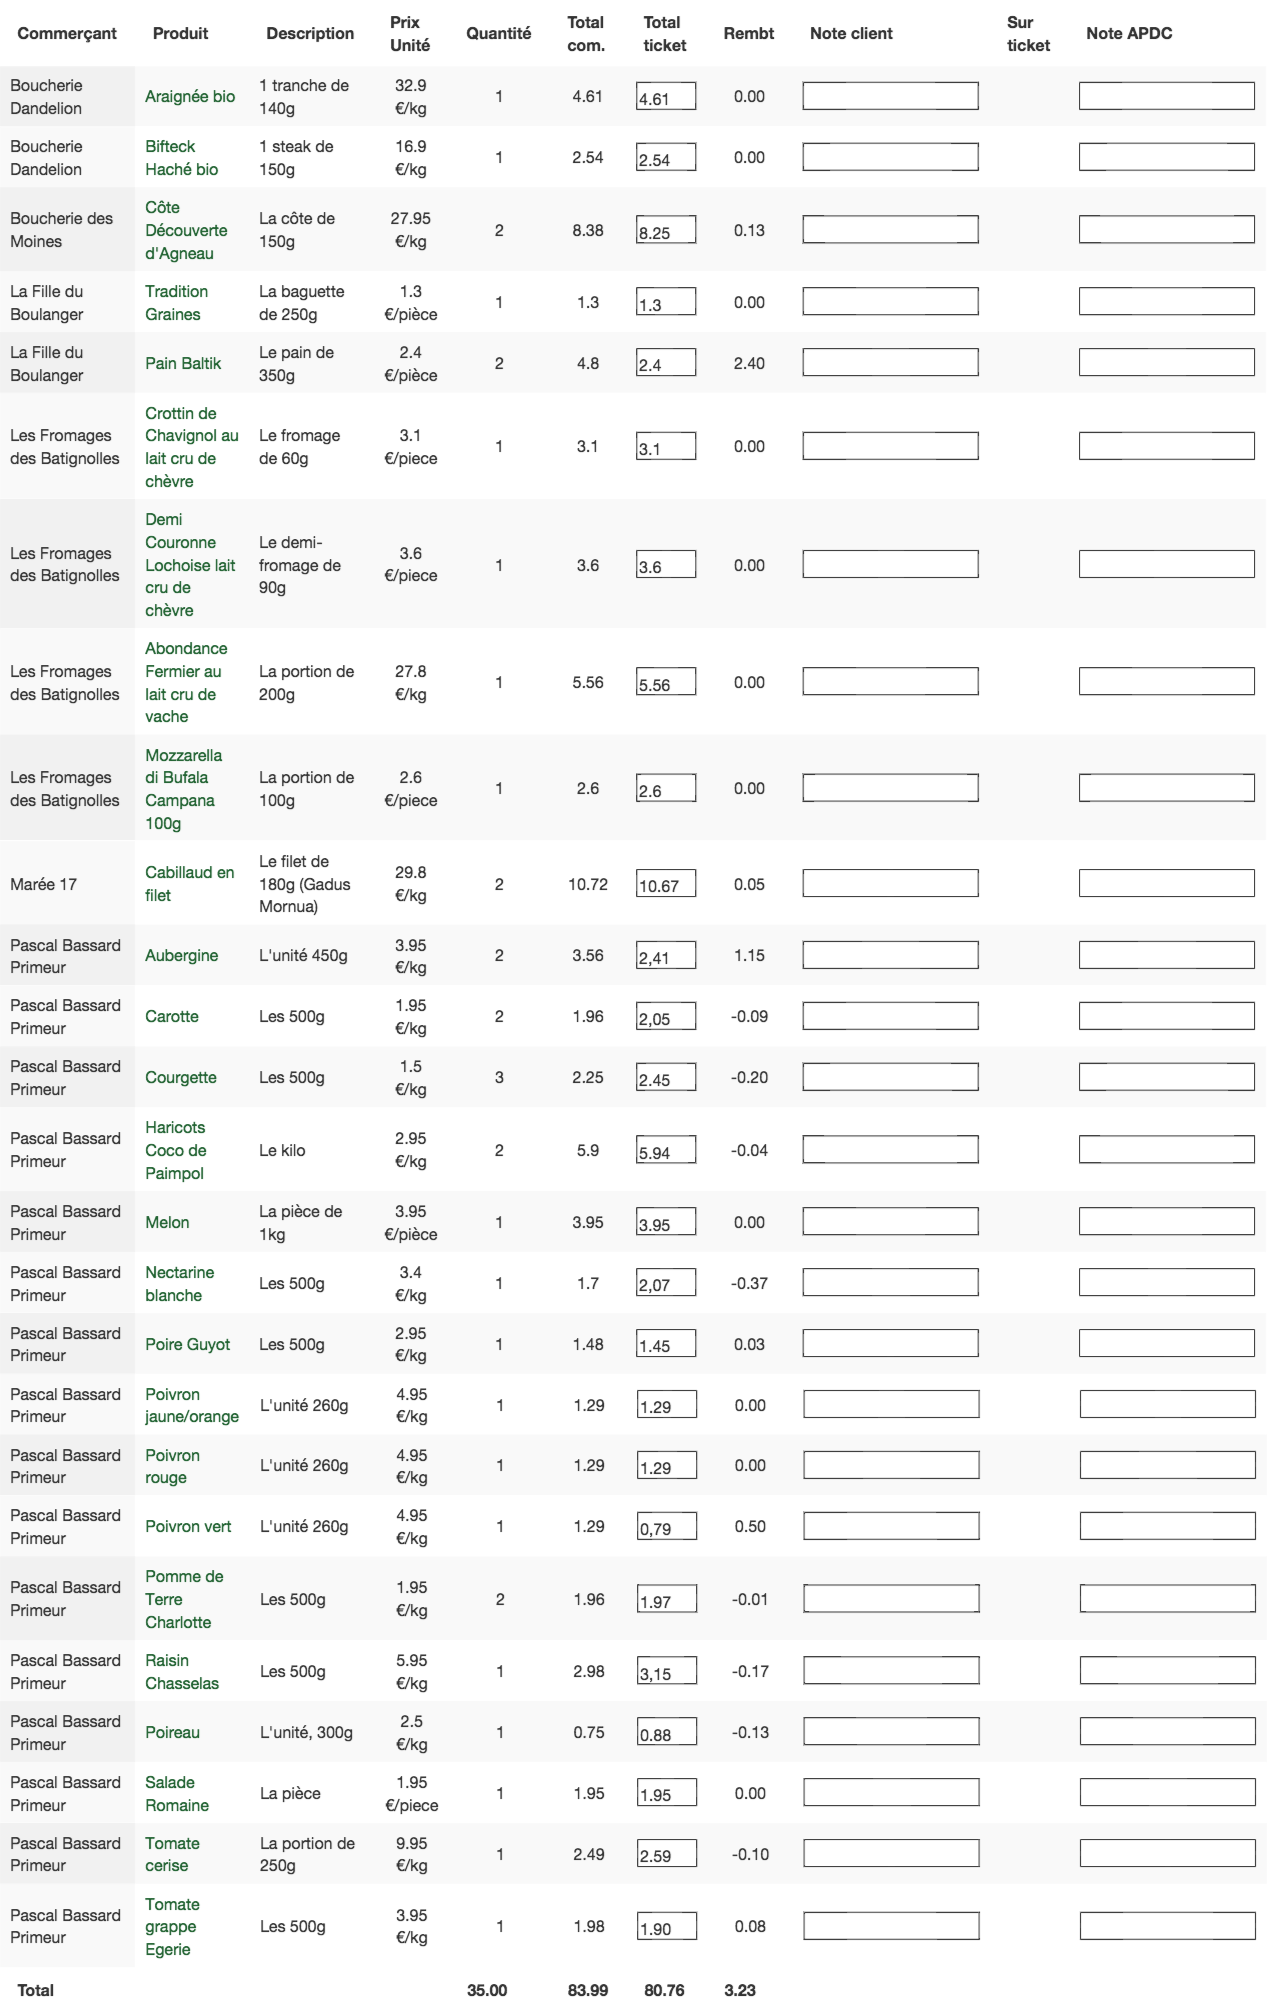 Commerçant Produit Description Prix Unité Quantité Total com. Total ticket Rembt Note client Sur ticket Note APDC
Boucherie Dandelion Araignée bio 1 tranche de 140g 32.9 €/kg 1 4.61 4.61 0.00
Boucherie Dandelion Bifteck Haché bio 1 steak de 150g 16.9 €/kg 1 2.54 2.54 0.00
Boucherie des Moines Côte Découverte d'Agneau La côte de 150g 27.95 €/kg 2 8.38 8.25 0.13
La Fille du Boulanger Tradition Graines La baguette de 250g 1.3 €/pièce 1 1.3 1.3 0.00
La Fille du Boulanger Pain Baltik Le pain de 350g 2.4 €/pièce 2 4.8 2.4 2.40
Les Fromages des Batignolles Crottin de Chavignol au lait cru de chèvre Le fromage de 60g 3.1 €/piece 1 3.1 3.1 0.00
Les Fromages des Batignolles Demi Couronne Lochoise lait cru de chèvre Le demi-fromage de 90g 3.6 €/piece 1 3.6 3.6 0.00
Les Fromages des Batignolles Abondance Fermier au lait cru de vache La portion de 200g 27.8 €/kg 1 5.56 5.56 0.00
Les Fromages des Batignolles Mozzarella di Bufala Campana 100g La portion de 100g 2.6 €/piece 1 2.6 2.6 0.00
Marée 17 Cabillaud en filet Le filet de 180g (Gadus Mornua) 29.8 €/kg 2 10.72 10.67 0.05
Pascal Bassard Primeur Aubergine L'unité 450g 3.95 €/kg 2 3.56 2,41 1.15
Pascal Bassard Primeur Carotte Les 500g 1.95 €/kg 2 1.96 2,05 -0.09
Pascal Bassard Primeur Courgette Les 500g 1.5 €/kg 3 2.25 2.45 -0.20
Pascal Bassard Primeur Haricots Coco de Paimpol Le kilo 2.95 €/kg 2 5.9 5.94 -0.04
Pascal Bassard Primeur Melon La pièce de 1kg 3.95 €/pièce 1 3.95 3.95 0.00
Pascal Bassard Primeur Nectarine blanche Les 500g 3.4 €/kg 1 1.7 2,07 -0.37
Pascal Bassard Primeur Poire Guyot Les 500g 2.95 €/kg 1 1.48 1.45 0.03
Pascal Bassard Primeur Poivron jaune/orange L'unité 260g 4.95 €/kg 1 1.29 1.29 0.00
Pascal Bassard Primeur Poivron rouge L'unité 260g 4.95 €/kg 1 1.29 1.29 0.00
Pascal Bassard Primeur Poivron vert L'unité 260g 4.95 €/kg 1 1.29 0,79 0.50
Pascal Bassard Primeur Pomme de Terre Charlotte Les 500g 1.95 €/kg 2 1.96 1.97 -0.01
Pascal Bassard Primeur Raisin Chasselas Les 500g 5.95 €/kg 1 2.98 3,15 -0.17
Pascal Bassard Primeur Poireau L'unité, 300g 2.5 €/kg 1 0.75 0.88 -0.13
Pascal Bassard Primeur Salade Romaine La pièce 1.95 €/piece 1 1.95 1.95 0.00
Pascal Bassard Primeur Tomate cerise La portion de 250g 9.95 €/kg 1 2.49 2.59 -0.10
Pascal Bassard Primeur Tomate grappe Egerie Les 500g 3.95 €/kg 1 1.98 1.90 0.08
Total 35.00 83.99 80.76 3.23